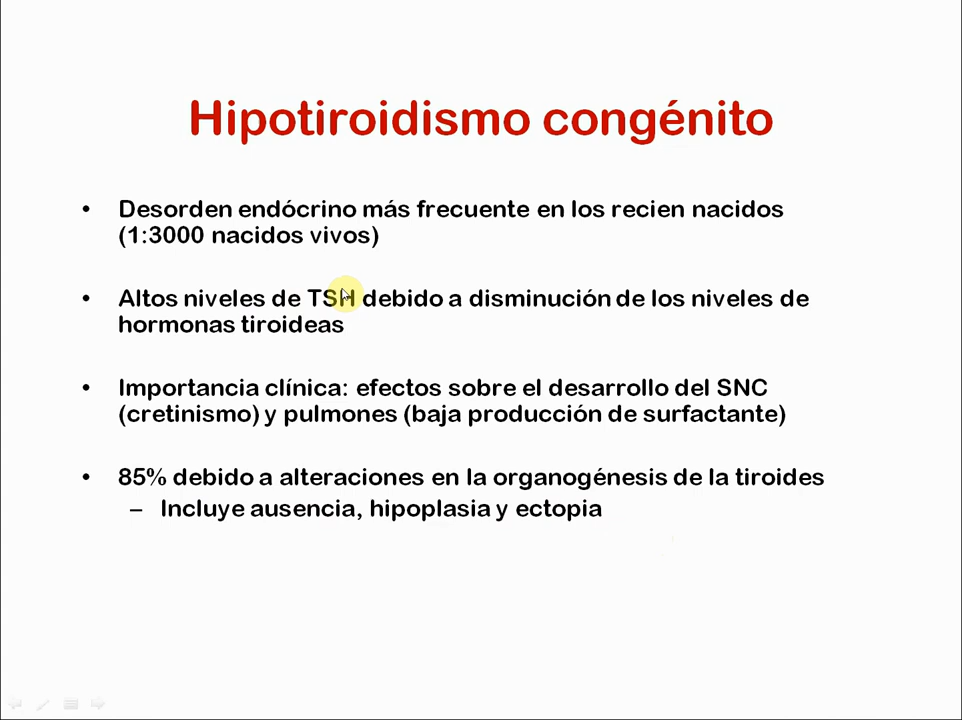 Hipotiroidismo congénito
• Desorden endócrino más frecuente en los recien nacidos
(1:3000 nacidos vivos)
• Altos niveles de TSH debido a disminución de los niveles de
hormonas tiroideas
• Importancia clínica: efectos sobre el desarrollo del SNC
(cretinismo) y pulmones (baja producción de surfactante)
• 85% debido a alteraciones en la organogénesis de la tiroides
– Incluye ausencia, hipoplasia y ectopia